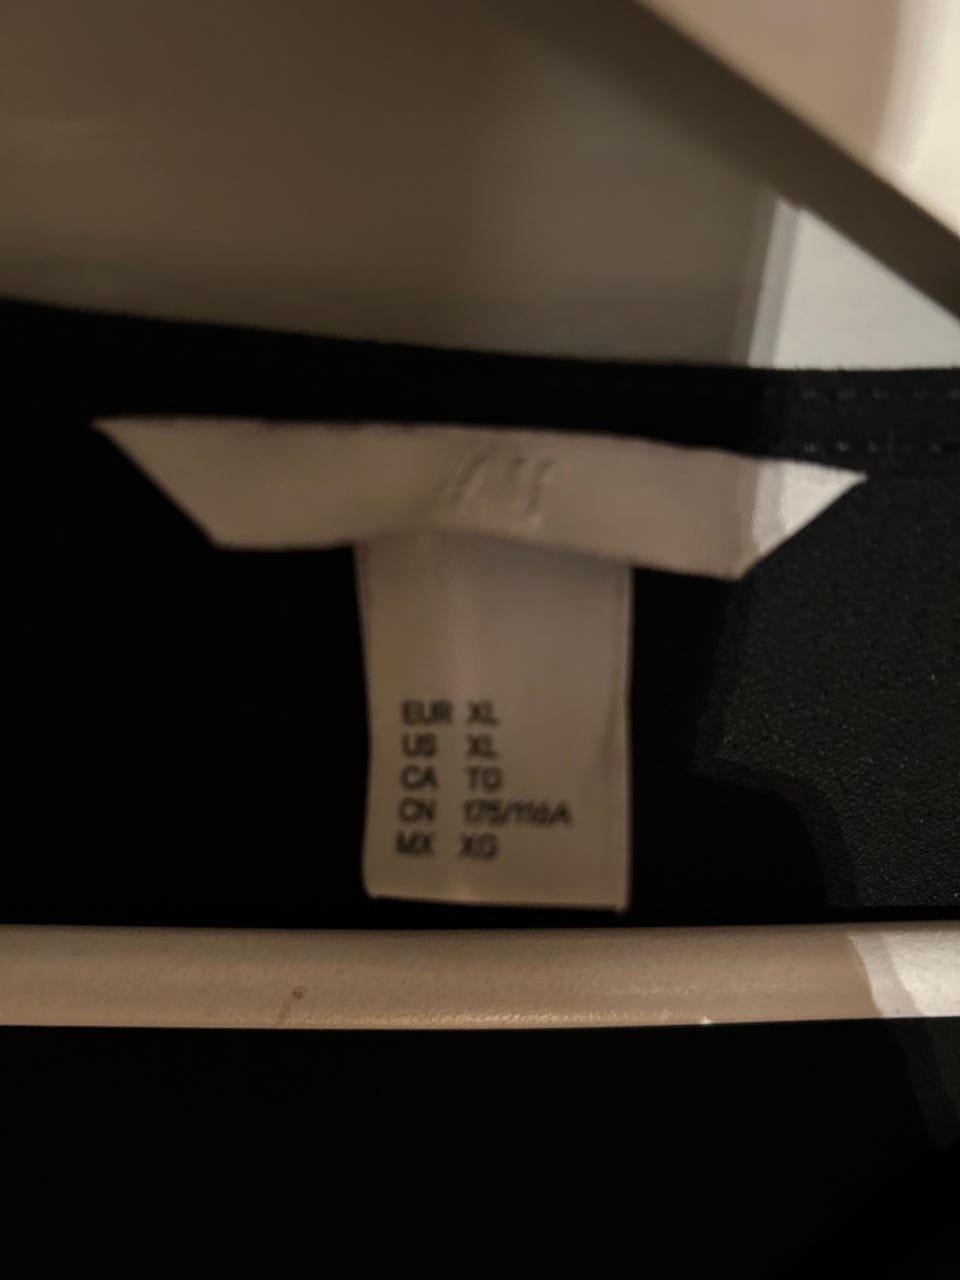 EUR XL
US XL
CA TG
CN 175/116A
MX XG